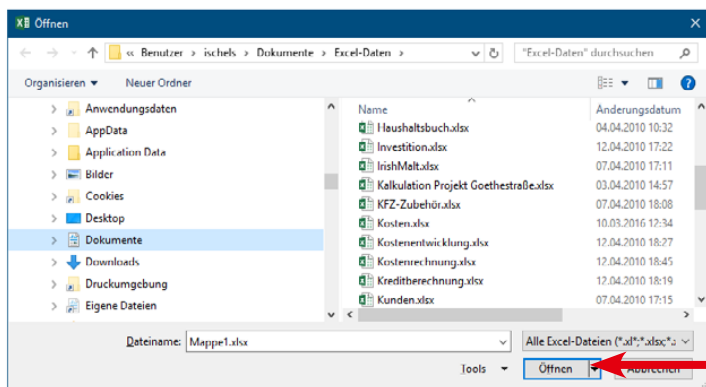 Öffnen
« Benutzer › ischels › Dokumente › Excel-Daten ›
"Excel-Daten" durchsuchen
Organisieren Neuer Ordner
Anwendungsdaten
AppData
Application Data
Bilder
Cookies
Desktop
Dokumente
Downloads
Druckumgebung
Eigene Dateien
Name Änderungsdatum
Haushaltsbuch.xlsx 04.04.2010 10:32
Investition.xlsx 12.04.2010 17:22
IrishMalt.xlsx 07.04.2010 17:11
Kalkulation Projekt Goethestraße.xlsx 03.04.2010 14:57
KFZ-Zubehör.xlsx 07.04.2010 18:08
Kosten.xlsx 10.03.2016 12:34
Kostenentwicklung.xlsx 12.04.2010 18:27
Kostenrechnung.xlsx 12.04.2010 18:45
Kreditberechnung.xlsx 12.04.2010 18:19
Kunden.xlsx 07.04.2010 17:15
Dateiname: Mappe1.xlsx
Alle Excel-Dateien (*.xl*;*.xlsx;*.
Tools Öffnen Abbrechen